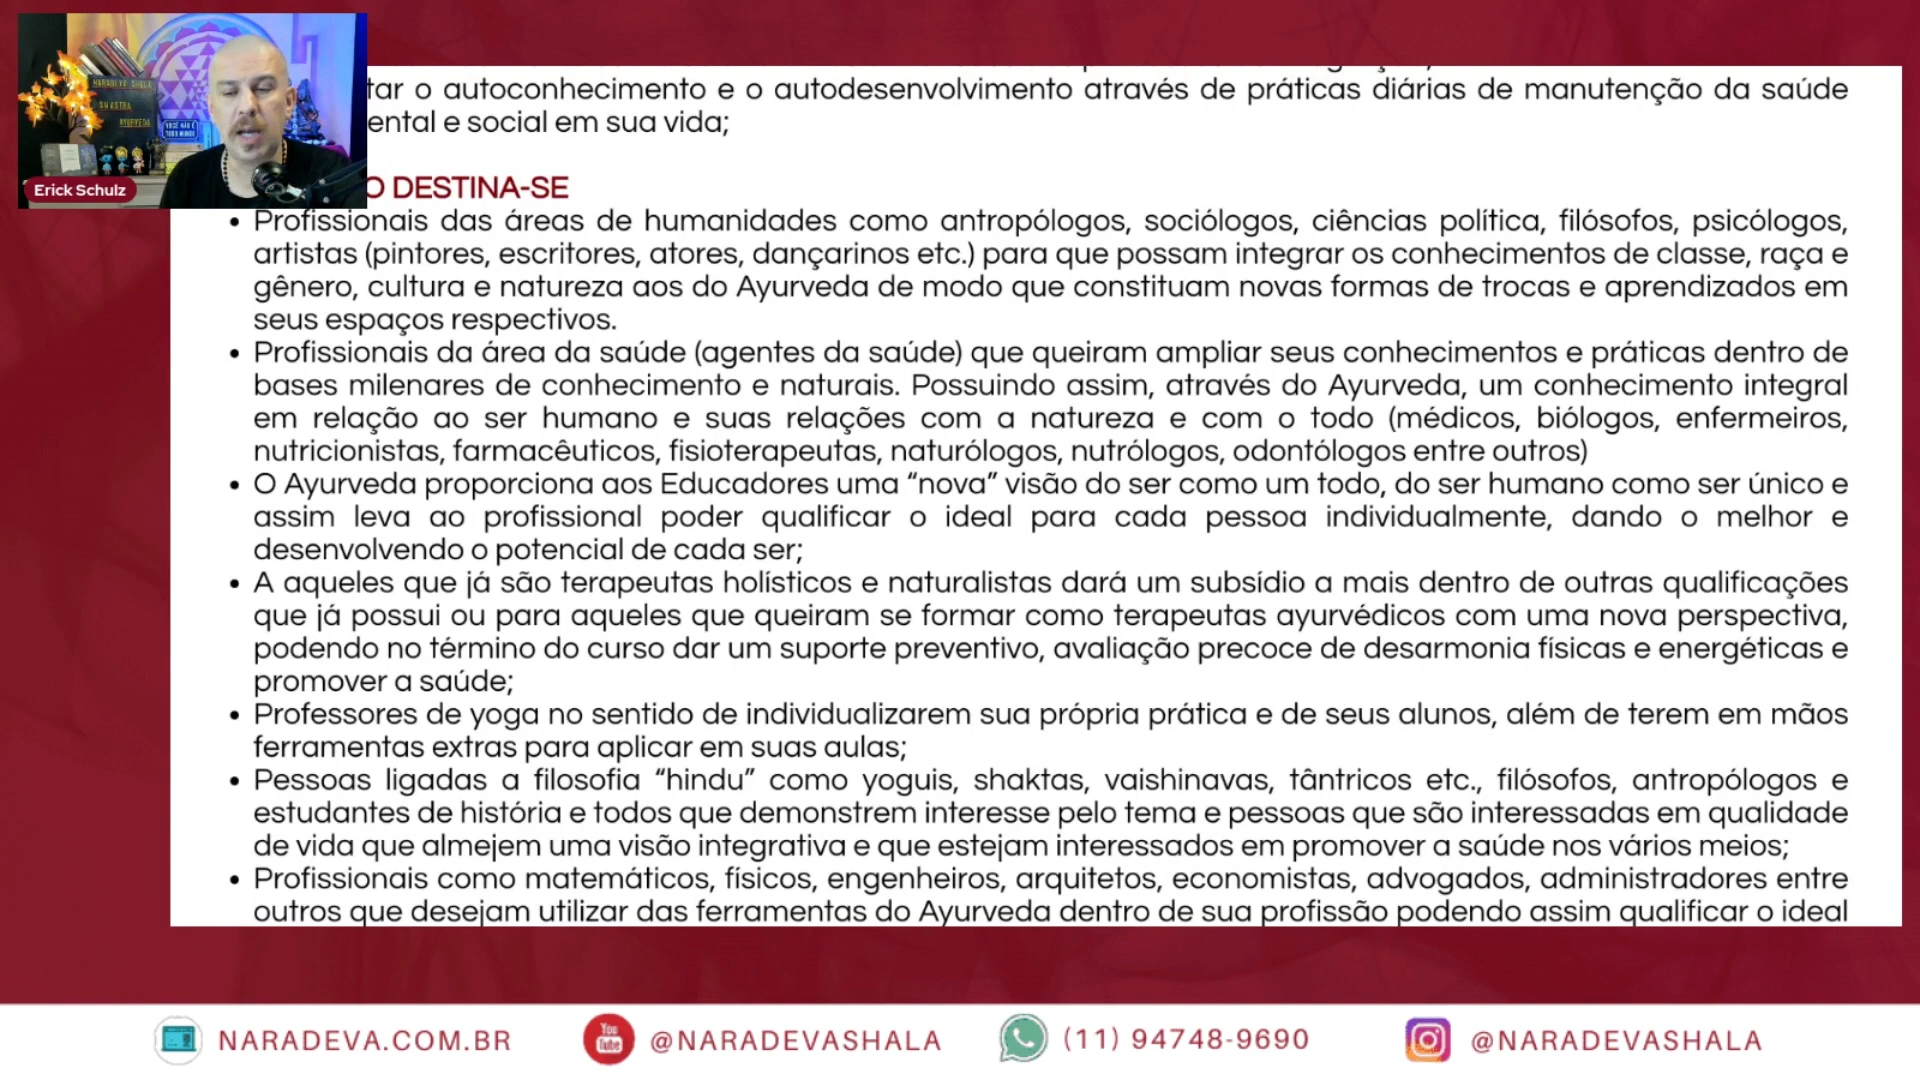 NARADEVA SHALA
SHASTRA
AYURVEDA
VOCÊ NÃO É
TODO MUNDO
Erick Schulz
tar o autoconhecimento e o autodesenvolvimento através de práticas diárias de manutenção da saúde
ental e social em sua vida;
O DESTINA-SE
• Profissionais das áreas de humanidades como antropólogos, sociólogos, ciências política, filósofos, psicólogos,
artistas (pintores, escritores, atores, dançarinos etc.) para que possam integrar os conhecimentos de classe, raça e
gênero, cultura e natureza aos do Ayurveda de modo que constituam novas formas de trocas e aprendizados em
seus espaços respectivos.
• Profissionais da área da saúde (agentes da saúde) que queiram ampliar seus conhecimentos e práticas dentro de
bases milenares de conhecimento e naturais. Possuindo assim, através do Ayurveda, um conhecimento integral
em relação ao ser humano e suas relações com a natureza e com o todo (médicos, biólogos, enfermeiros,
nutricionistas, farmacêuticos, fisioterapeutas, naturólogos, nutrólogos, odontólogos entre outros)
• O Ayurveda proporciona aos Educadores uma “nova” visão do ser como um todo, do ser humano como ser único e
assim leva ao profissional poder qualificar o ideal para cada pessoa individualmente, dando o melhor e
desenvolvendo o potencial de cada ser;
• A aqueles que já são terapeutas holísticos e naturalistas dará um subsídio a mais dentro de outras qualificações
que já possui ou para aqueles que queiram se formar como terapeutas ayurvédicos com uma nova perspectiva,
podendo no término do curso dar um suporte preventivo, avaliação precoce de desarmonia físicas e energéticas e
promover a saúde;
• Professores de yoga no sentido de individualizarem sua própria prática e de seus alunos, além de terem em mãos
ferramentas extras para aplicar em suas aulas;
• Pessoas ligadas a filosofia “hindu” como yoguis, shaktas, vaishinavas, tântricos etc., filósofos, antropólogos e
estudantes de história e todos que demonstrem interesse pelo tema e pessoas que são interessadas em qualidade
de vida que almejem uma visão integrativa e que estejam interessados em promover a saúde nos vários meios;
• Profissionais como matemáticos, físicos, engenheiros, arquitetos, economistas, advogados, administradores entre
outros que desejam utilizar das ferramentas do Ayurveda dentro de sua profissão podendo assim qualificar o ideal
NARADEVA.COM.BR
You
Tube
@NARADEVASHALA
(11) 94748-9690
@NARADEVASHALA